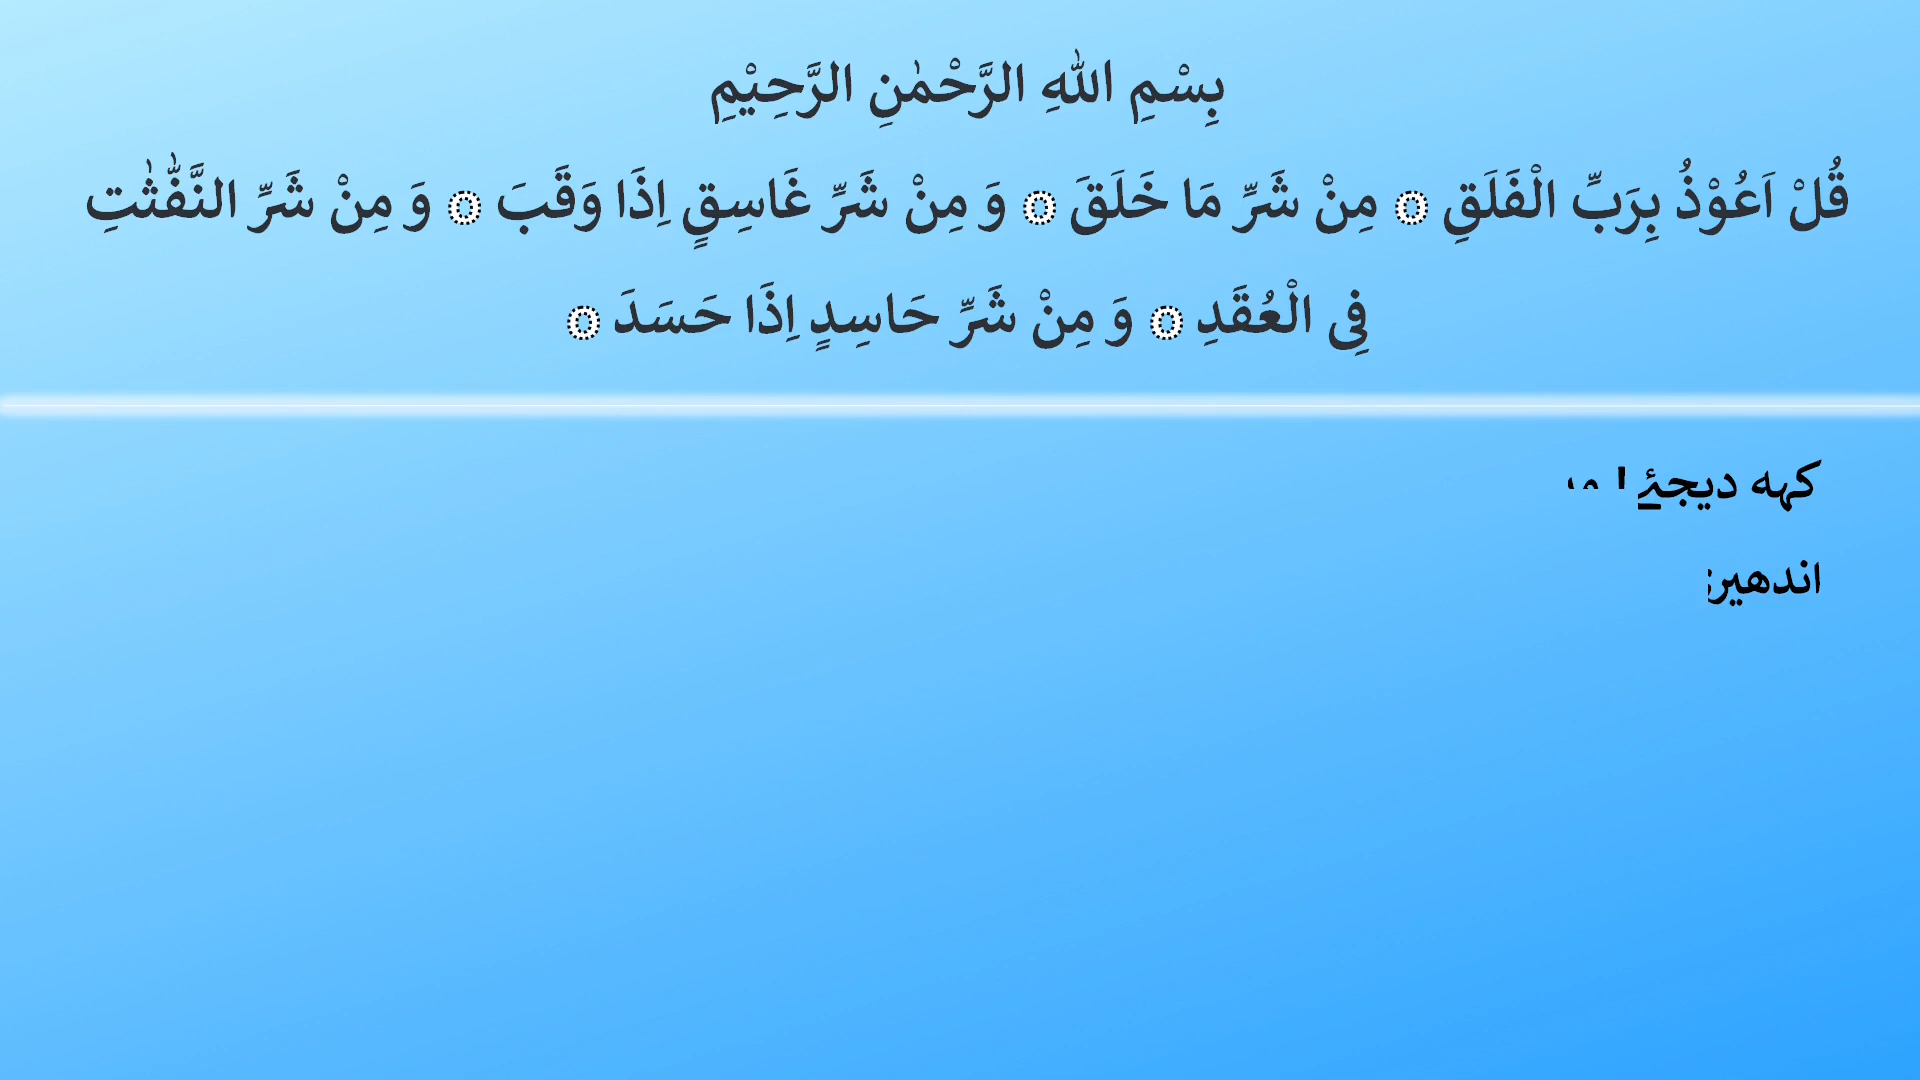 بِسْمِ اللهِ الرَّحْمٰنِ الرَّحِيْمِ
قُلْ اَعُوْذُ بِرَبِّ الْفَلَقِ ۝ مِنْ شَرِّ مَا خَلَقَ ۝ وَ مِنْ شَرِّ غَاسِقٍ اِذَا وَقَبَ ۝ وَ مِنْ شَرِّ النَّفّٰثٰتِ
فِی الْعُقَدِ ۝ وَ مِنْ شَرِّ حَاسِدٍ اِذَا حَسَدَ ۝
کہہ دیجئے